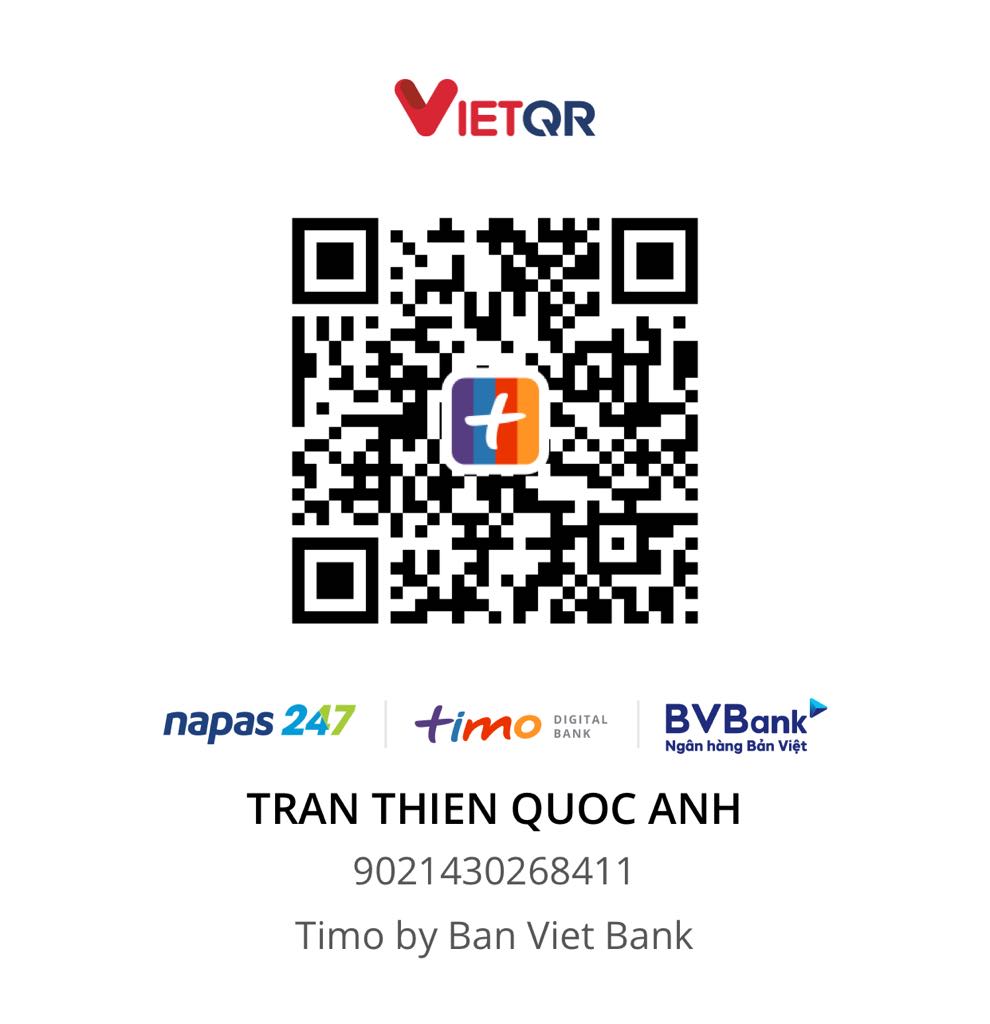 VIETQR
napas 247
timo DIGITAL BANK
BVBank
Ngân hàng Bản Việt
TRAN THIEN QUOC ANH
9021430268411
Timo by Ban Viet Bank